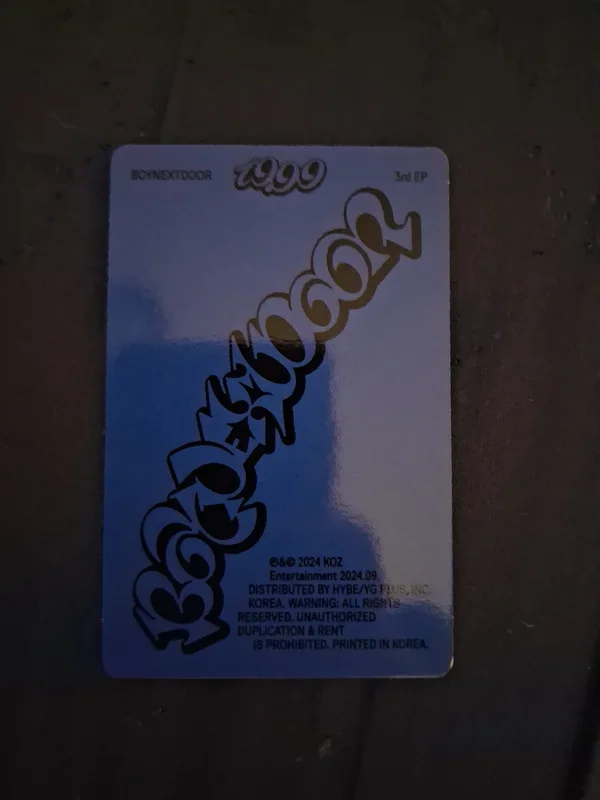 BOYNEXTDOOR 19.99 3rd EP
BOYNEXTDOOR
℗&© 2024 KOZ
Entertainment 2024.09.
DISTRIBUTED BY HYBE/YG PLUS, INC.
KOREA. WARNING: ALL RIGHTS
RESERVED. UNAUTHORIZED
DUPLICATION & RENT
IS PROHIBITED. PRINTED IN KOREA.